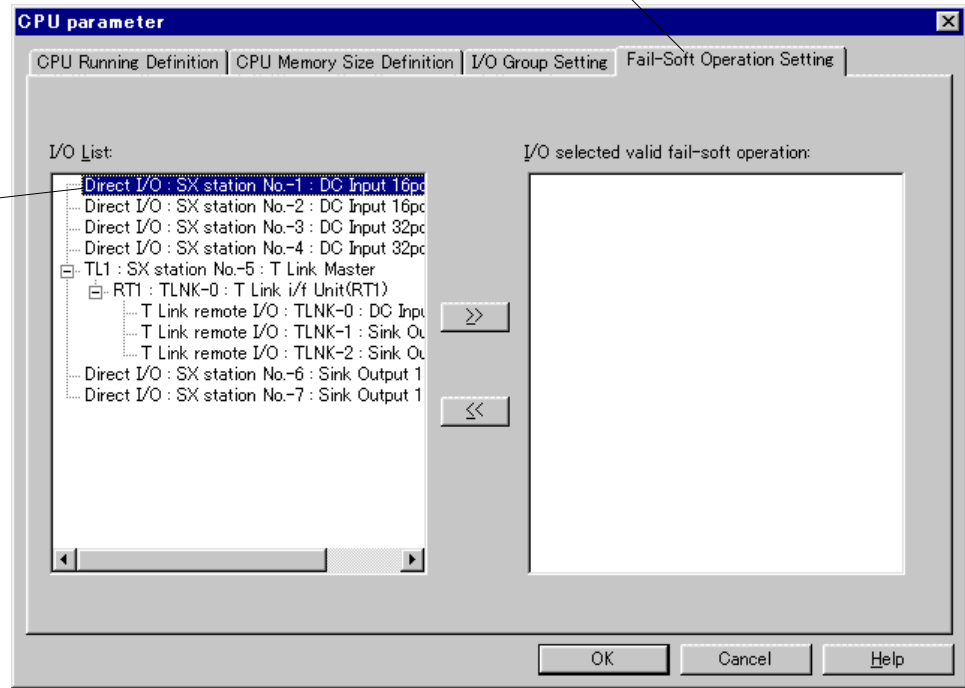 CPU parameter
CPU Running Definition
CPU Memory Size Definition
I/O Group Setting
Fail-Soft Operation Setting
I/O List:
I/O selected valid fail-soft operation:
Direct I/O : SX station No.-1 : DC Input 16po
Direct I/O : SX station No.-2 : DC Input 16po
Direct I/O : SX station No.-3 : DC Input 32po
Direct I/O : SX station No.-4 : DC Input 32po
TL1 : SX station No.-5 : T Link Master
RT1 : TLNK-0 : T Link i/f Unit(RT1)
T Link remote I/O : TLNK-0 : DC Inpu
T Link remote I/O : TLNK-1 : Sink Ou
T Link remote I/O : TLNK-2 : Sink Ou
Direct I/O : SX station No.-6 : Sink Output 1
Direct I/O : SX station No.-7 : Sink Output 1
>>
<<
OK
Cancel
Help